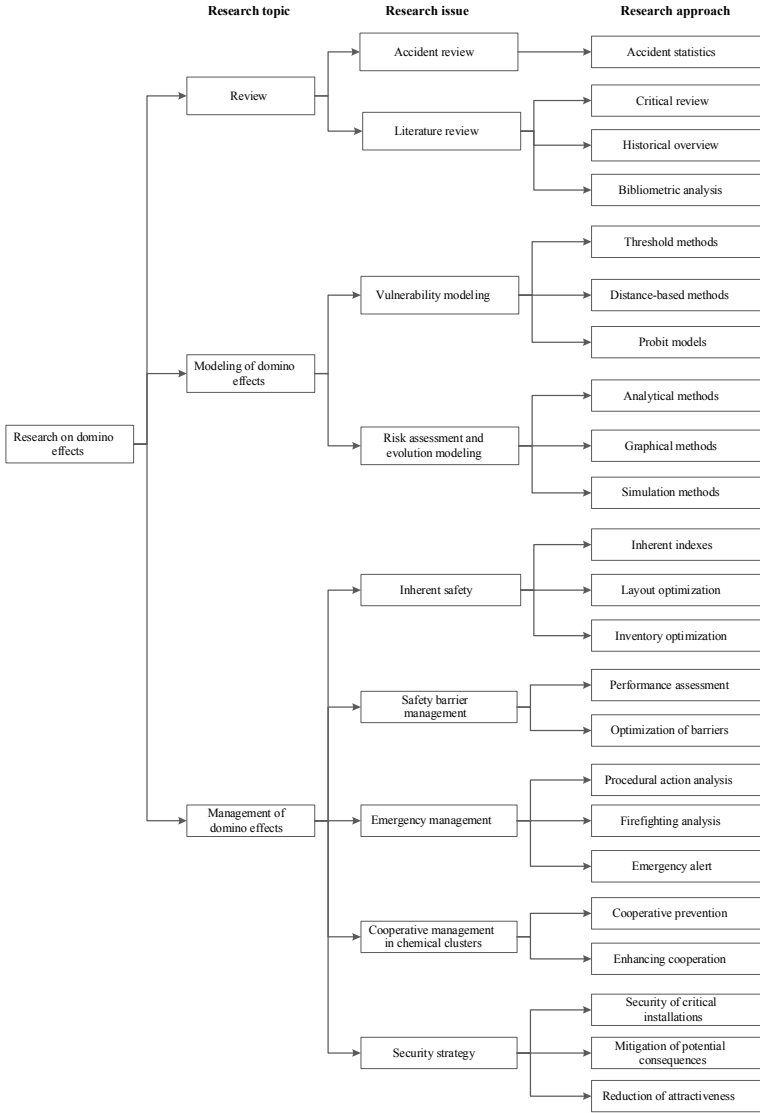 Research topic
Research issue
Research approach
Research on domino
effects
Review
Accident review
Accident statistics
Literature review
Critical review
Historical overview
Bibliometric analysis
Modeling of domino
effects
Vulnerability modeling
Threshold methods
Distance-based methods
Probit models
Risk assessment and
evolution modeling
Analytical methods
Graphical methods
Simulation methods
Management of
domino effects
Inherent safety
Inherent indexes
Layout optimization
Inventory optimization
Safety barrier
management
Performance assessment
Optimization of barriers
Emergency management
Procedural action analysis
Firefighting analysis
Emergency alert
Cooperative management
in chemical clusters
Cooperative prevention
Enhancing cooperation
Security strategy
Security of critical
installations
Mitigation of potential
consequences
Reduction of attractiveness